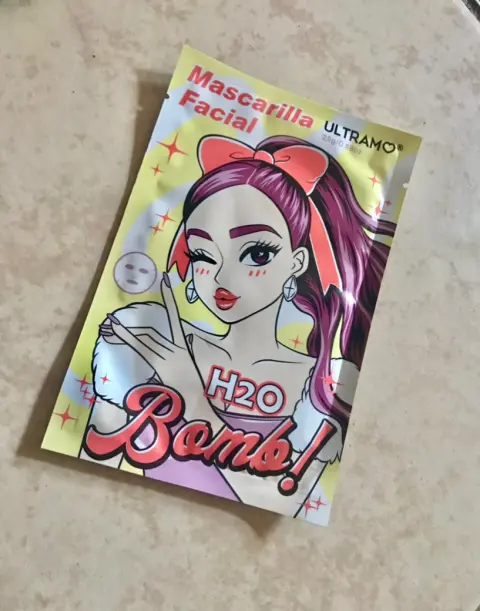 Mascarilla
Facial
ULTRAMO®
H2O
Bomb!